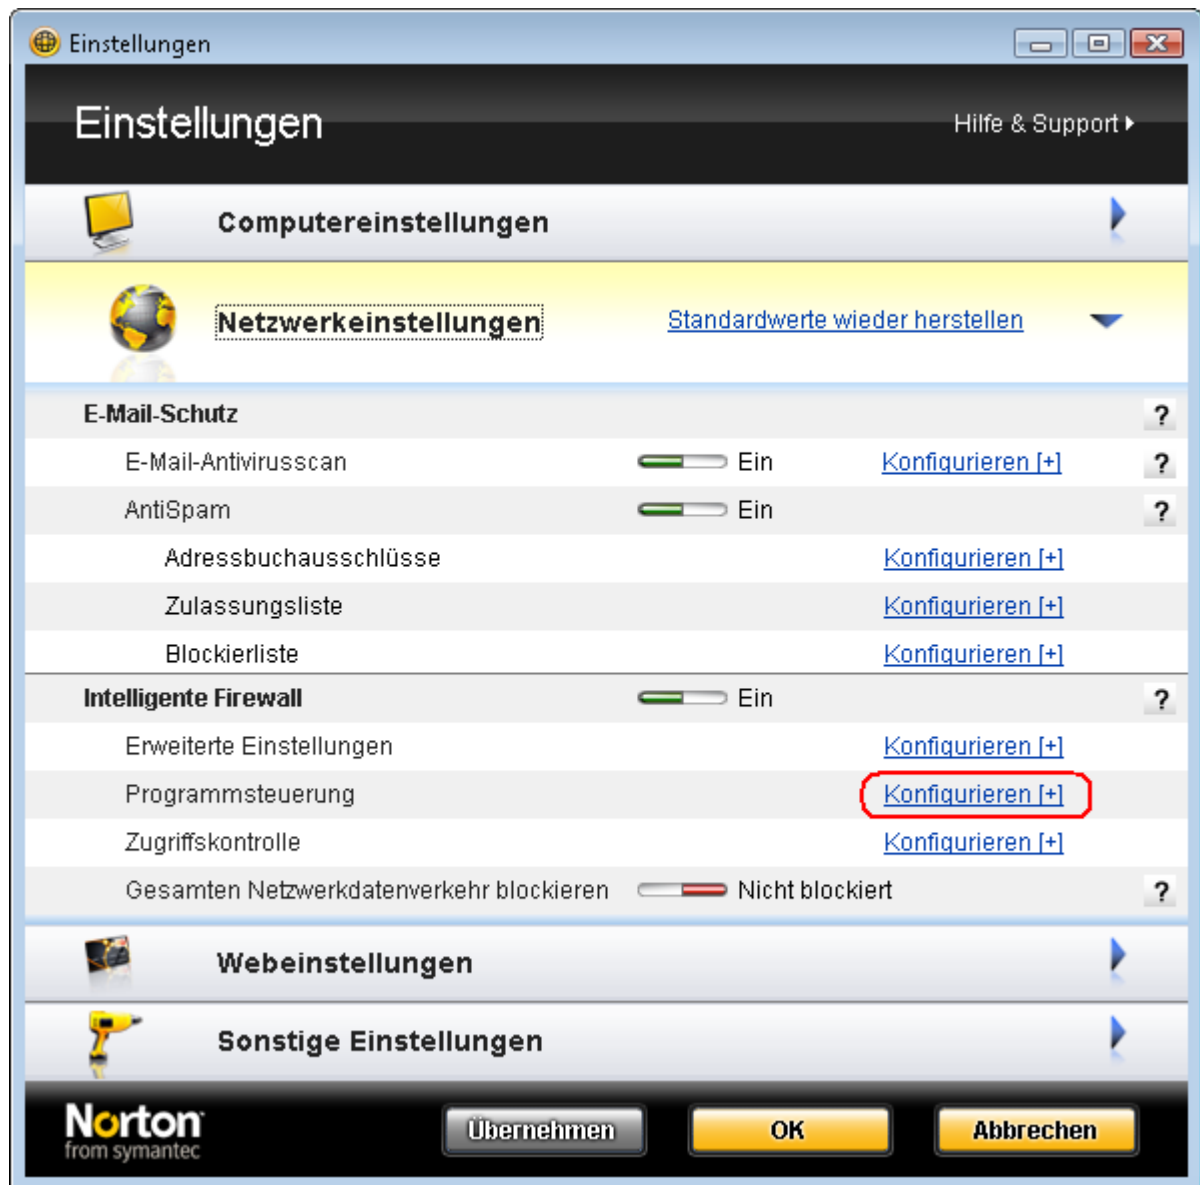 Einstellungen
Einstellungen
Hilfe & Support
Computereinstellungen
Netzwerkeinstellungen Standardwerte wieder herstellen
E-Mail-Schutz ?
E-Mail-Antivirusscan Ein Konfigurieren [+] ?
AntiSpam Ein ?
Adressbuchausschlüsse Konfigurieren [+]
Zulassungsliste Konfigurieren [+]
Blockierliste Konfigurieren [+]
Intelligente Firewall Ein ?
Erweiterte Einstellungen Konfigurieren [+]
Programmsteuerung Konfigurieren [+]
Zugriffskontrolle Konfigurieren [+]
Gesamten Netzwerkdatenverkehr blockieren Nicht blockiert ?
Webeinstellungen
Sonstige Einstellungen
Norton
from symantec
Übernehmen OK Abbrechen